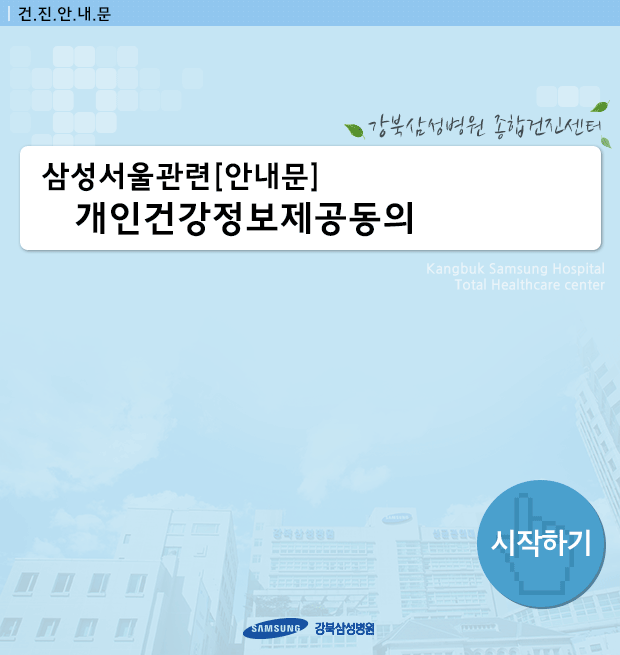 건.진.안.내.문
강북삼성병원 종합건진센터
삼성서울관련[안내문]
개인건강정보제공동의
Kangbuk Samsung Hospital
Total Healthcare center
시작하기
SAMSUNG 강북삼성병원